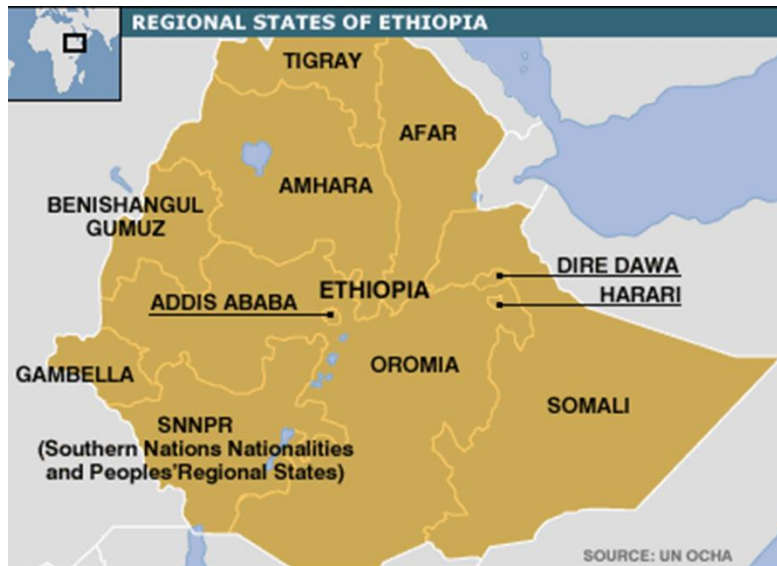 REGIONAL STATES OF ETHIOPIA
TIGRAY
AFAR
AMHARA
BENISHANGUL
GUMUZ
DIRE DAWA
ETHIOPIA
HARARI
ADDIS ABABA
OROMIA
GAMBELLA
SOMALI
SNNPR
(Southern Nations Nationalities
and Peoples'Regional States)
SOURCE: UN OCHA